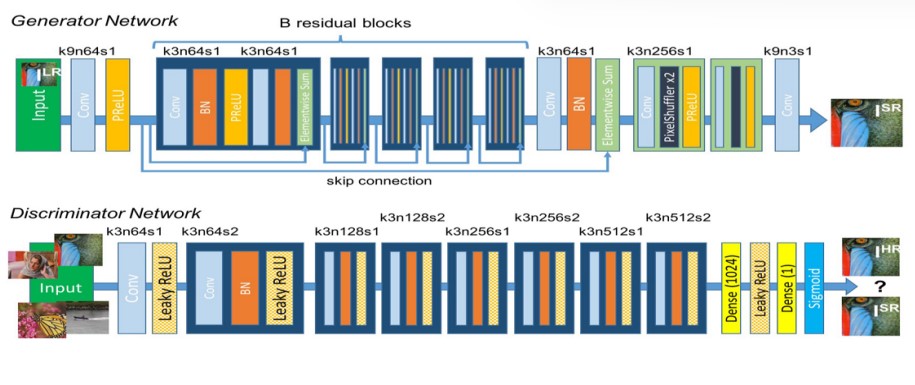 Generator Network
B residual blocks
k9n64s1
k3n64s1
k3n64s1
k3n64s1
k3n256s1
k9n3s1
I LR
Input
Conv
PReLU
Conv
BN
PReLU
Elementwise Sum
Conv
BN
Elementwise Sum
Conv
PixelShuffler x2
PReLU
Conv
I SR
skip connection
Discriminator Network
k3n64s1
k3n64s2
k3n128s1
k3n128s2
k3n256s1
k3n256s2
k3n512s1
k3n512s2
Input
Conv
Leaky ReLU
Conv
BN
Leaky ReLU
Dense (1024)
Leaky ReLU
Dense (1)
Sigmoid
I HR
?
I SR